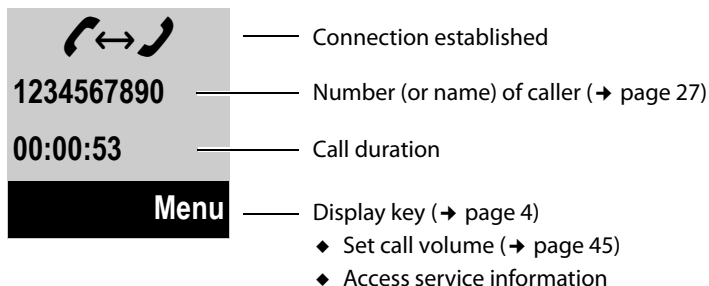 Connection established
1234567890 Number (or name) of caller (➔ page 27)
00:00:53 Call duration
Menu Display key (➔ page 4)
◆ Set call volume (➔ page 45)
◆ Access service information